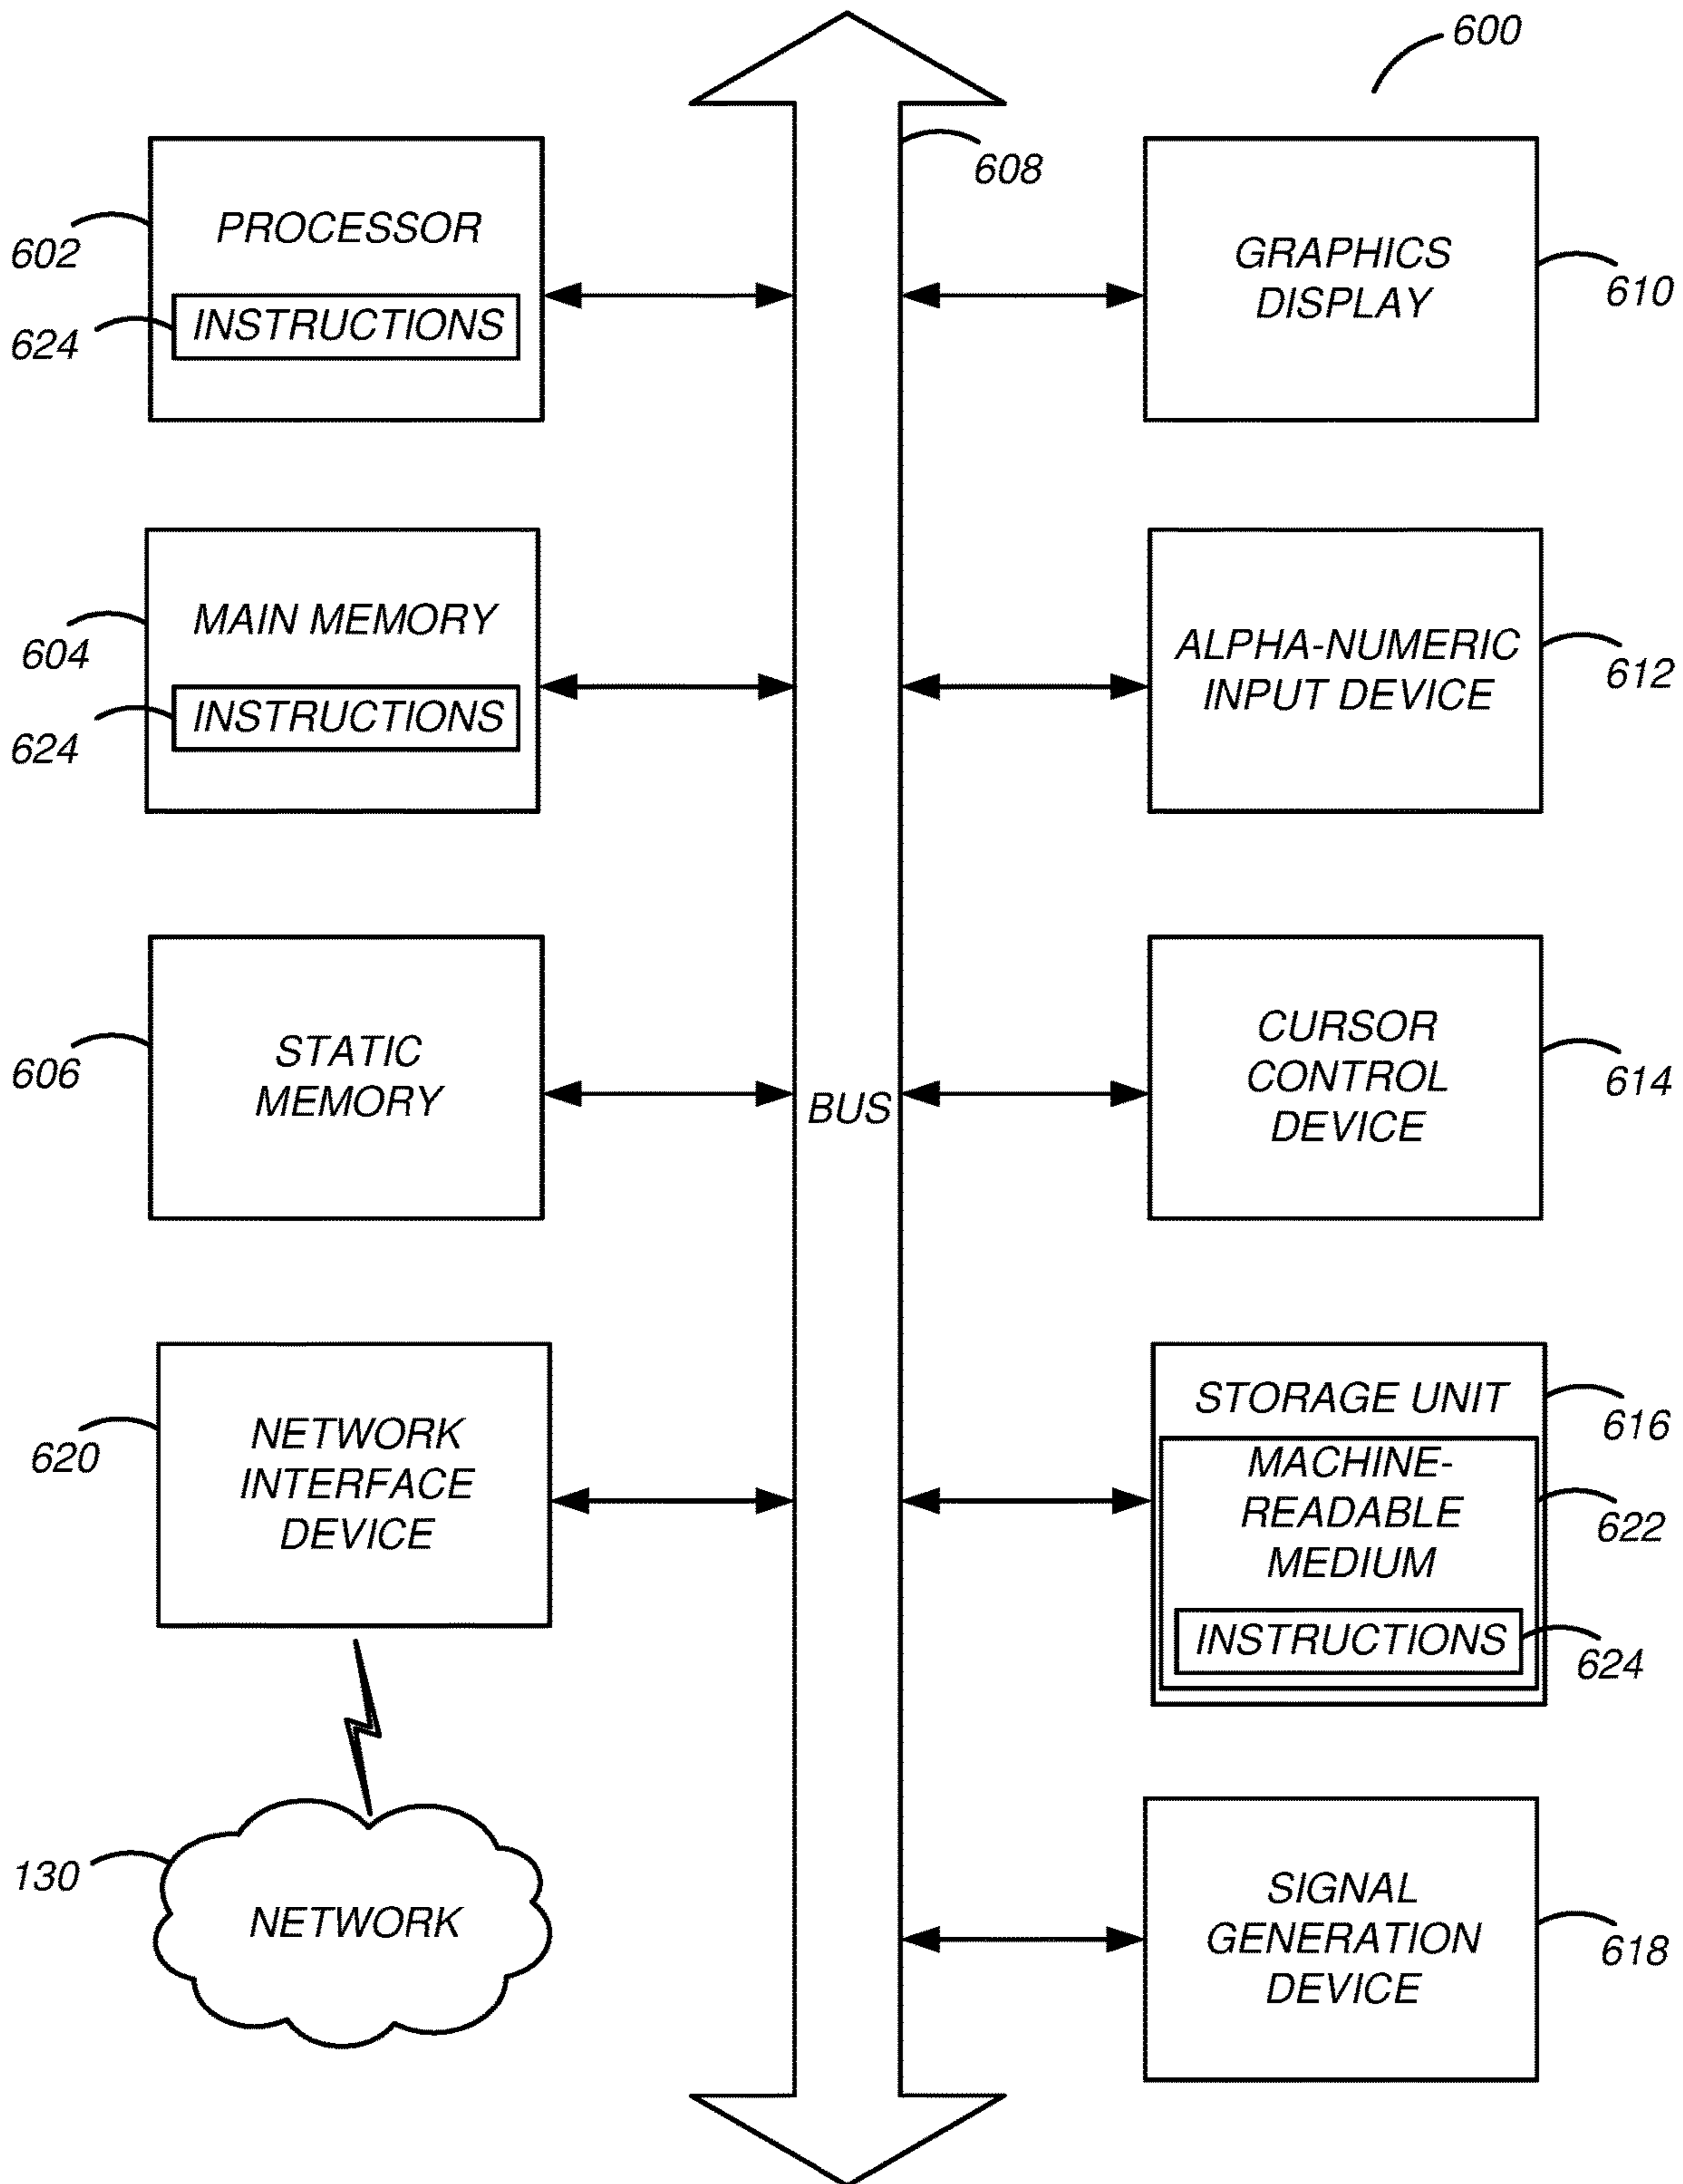 600
608
PROCESSOR
602
INSTRUCTIONS
624
GRAPHICS
DISPLAY
610
MAIN MEMORY
604
INSTRUCTIONS
624
ALPHA-NUMERIC
INPUT DEVICE
612
STATIC
MEMORY
606
BUS
CURSOR
CONTROL
DEVICE
614
NETWORK
INTERFACE
DEVICE
620
STORAGE UNIT
616
MACHINE-
READABLE
MEDIUM
622
INSTRUCTIONS
624
130
NETWORK
SIGNAL
GENERATION
DEVICE
618